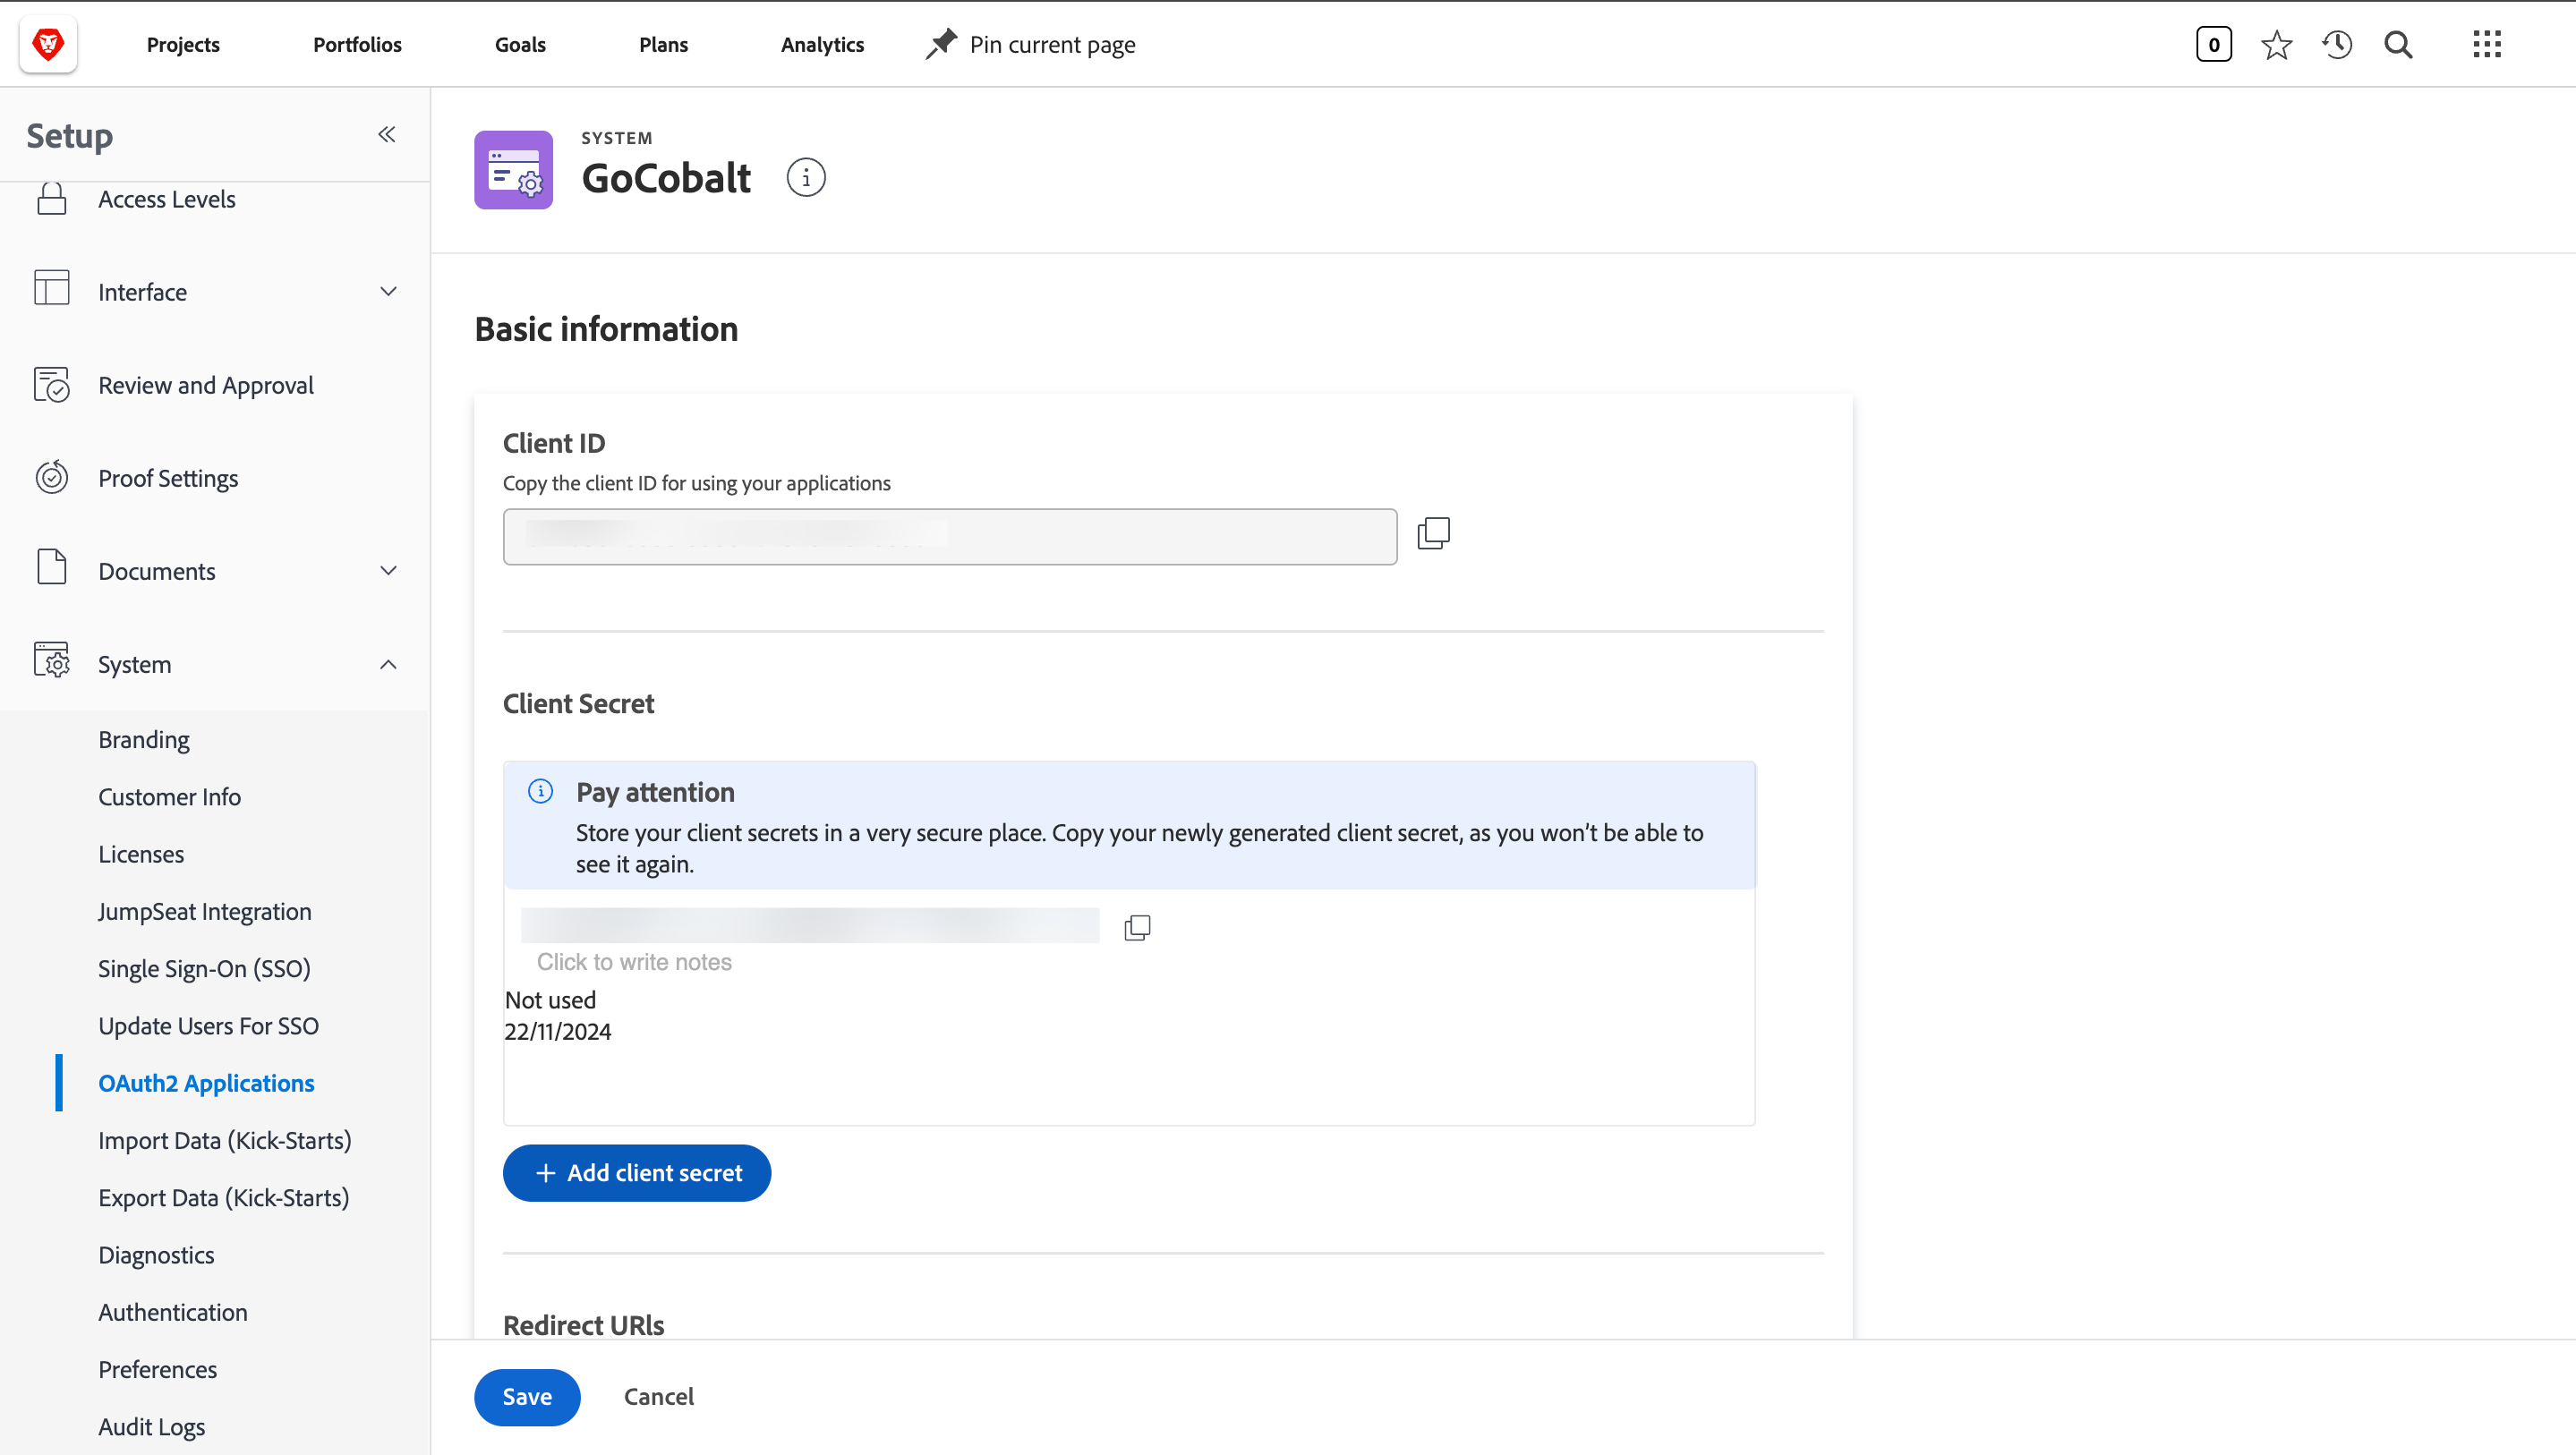 Projects
Portfolios
Goals
Plans
Analytics
Pin current page
0
Setup
Access Levels
Interface
Review and Approval
Proof Settings
Documents
System
Branding
Customer Info
Licenses
JumpSeat Integration
Single Sign-On (SSO)
Update Users For SSO
OAuth2 Applications
Import Data (Kick-Starts)
Export Data (Kick-Starts)
Diagnostics
Authentication
Preferences
Audit Logs
SYSTEM
GoCobalt
Basic information
Client ID
Copy the client ID for using your applications
Client Secret
Pay attention
Store your client secrets in a very secure place. Copy your newly generated client secret, as you won’t be able to
see it again.
Click to write notes
Not used
22/11/2024
Add client secret
Redirect URLs
Save
Cancel